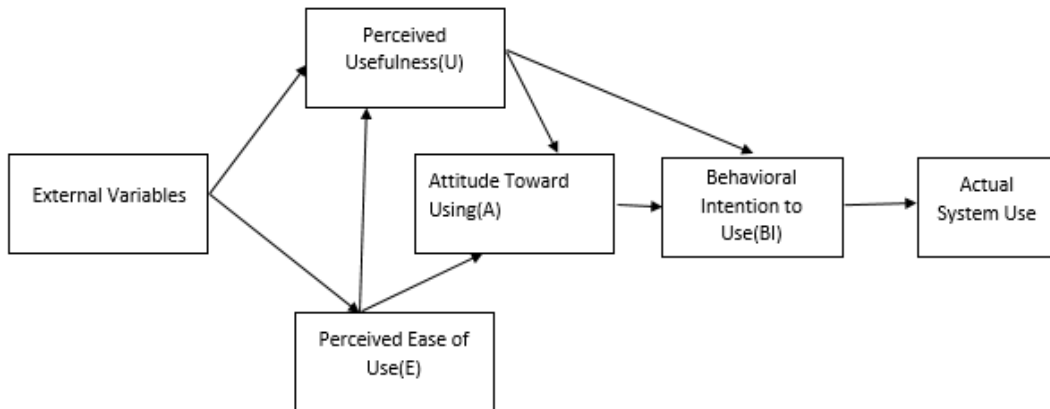 Perceived
Usefulness(U)
External Variables
Attitude Toward
Using(A)
Behavioral
Intention to
Use(BI)
Actual
System Use
Perceived Ease of
Use(E)